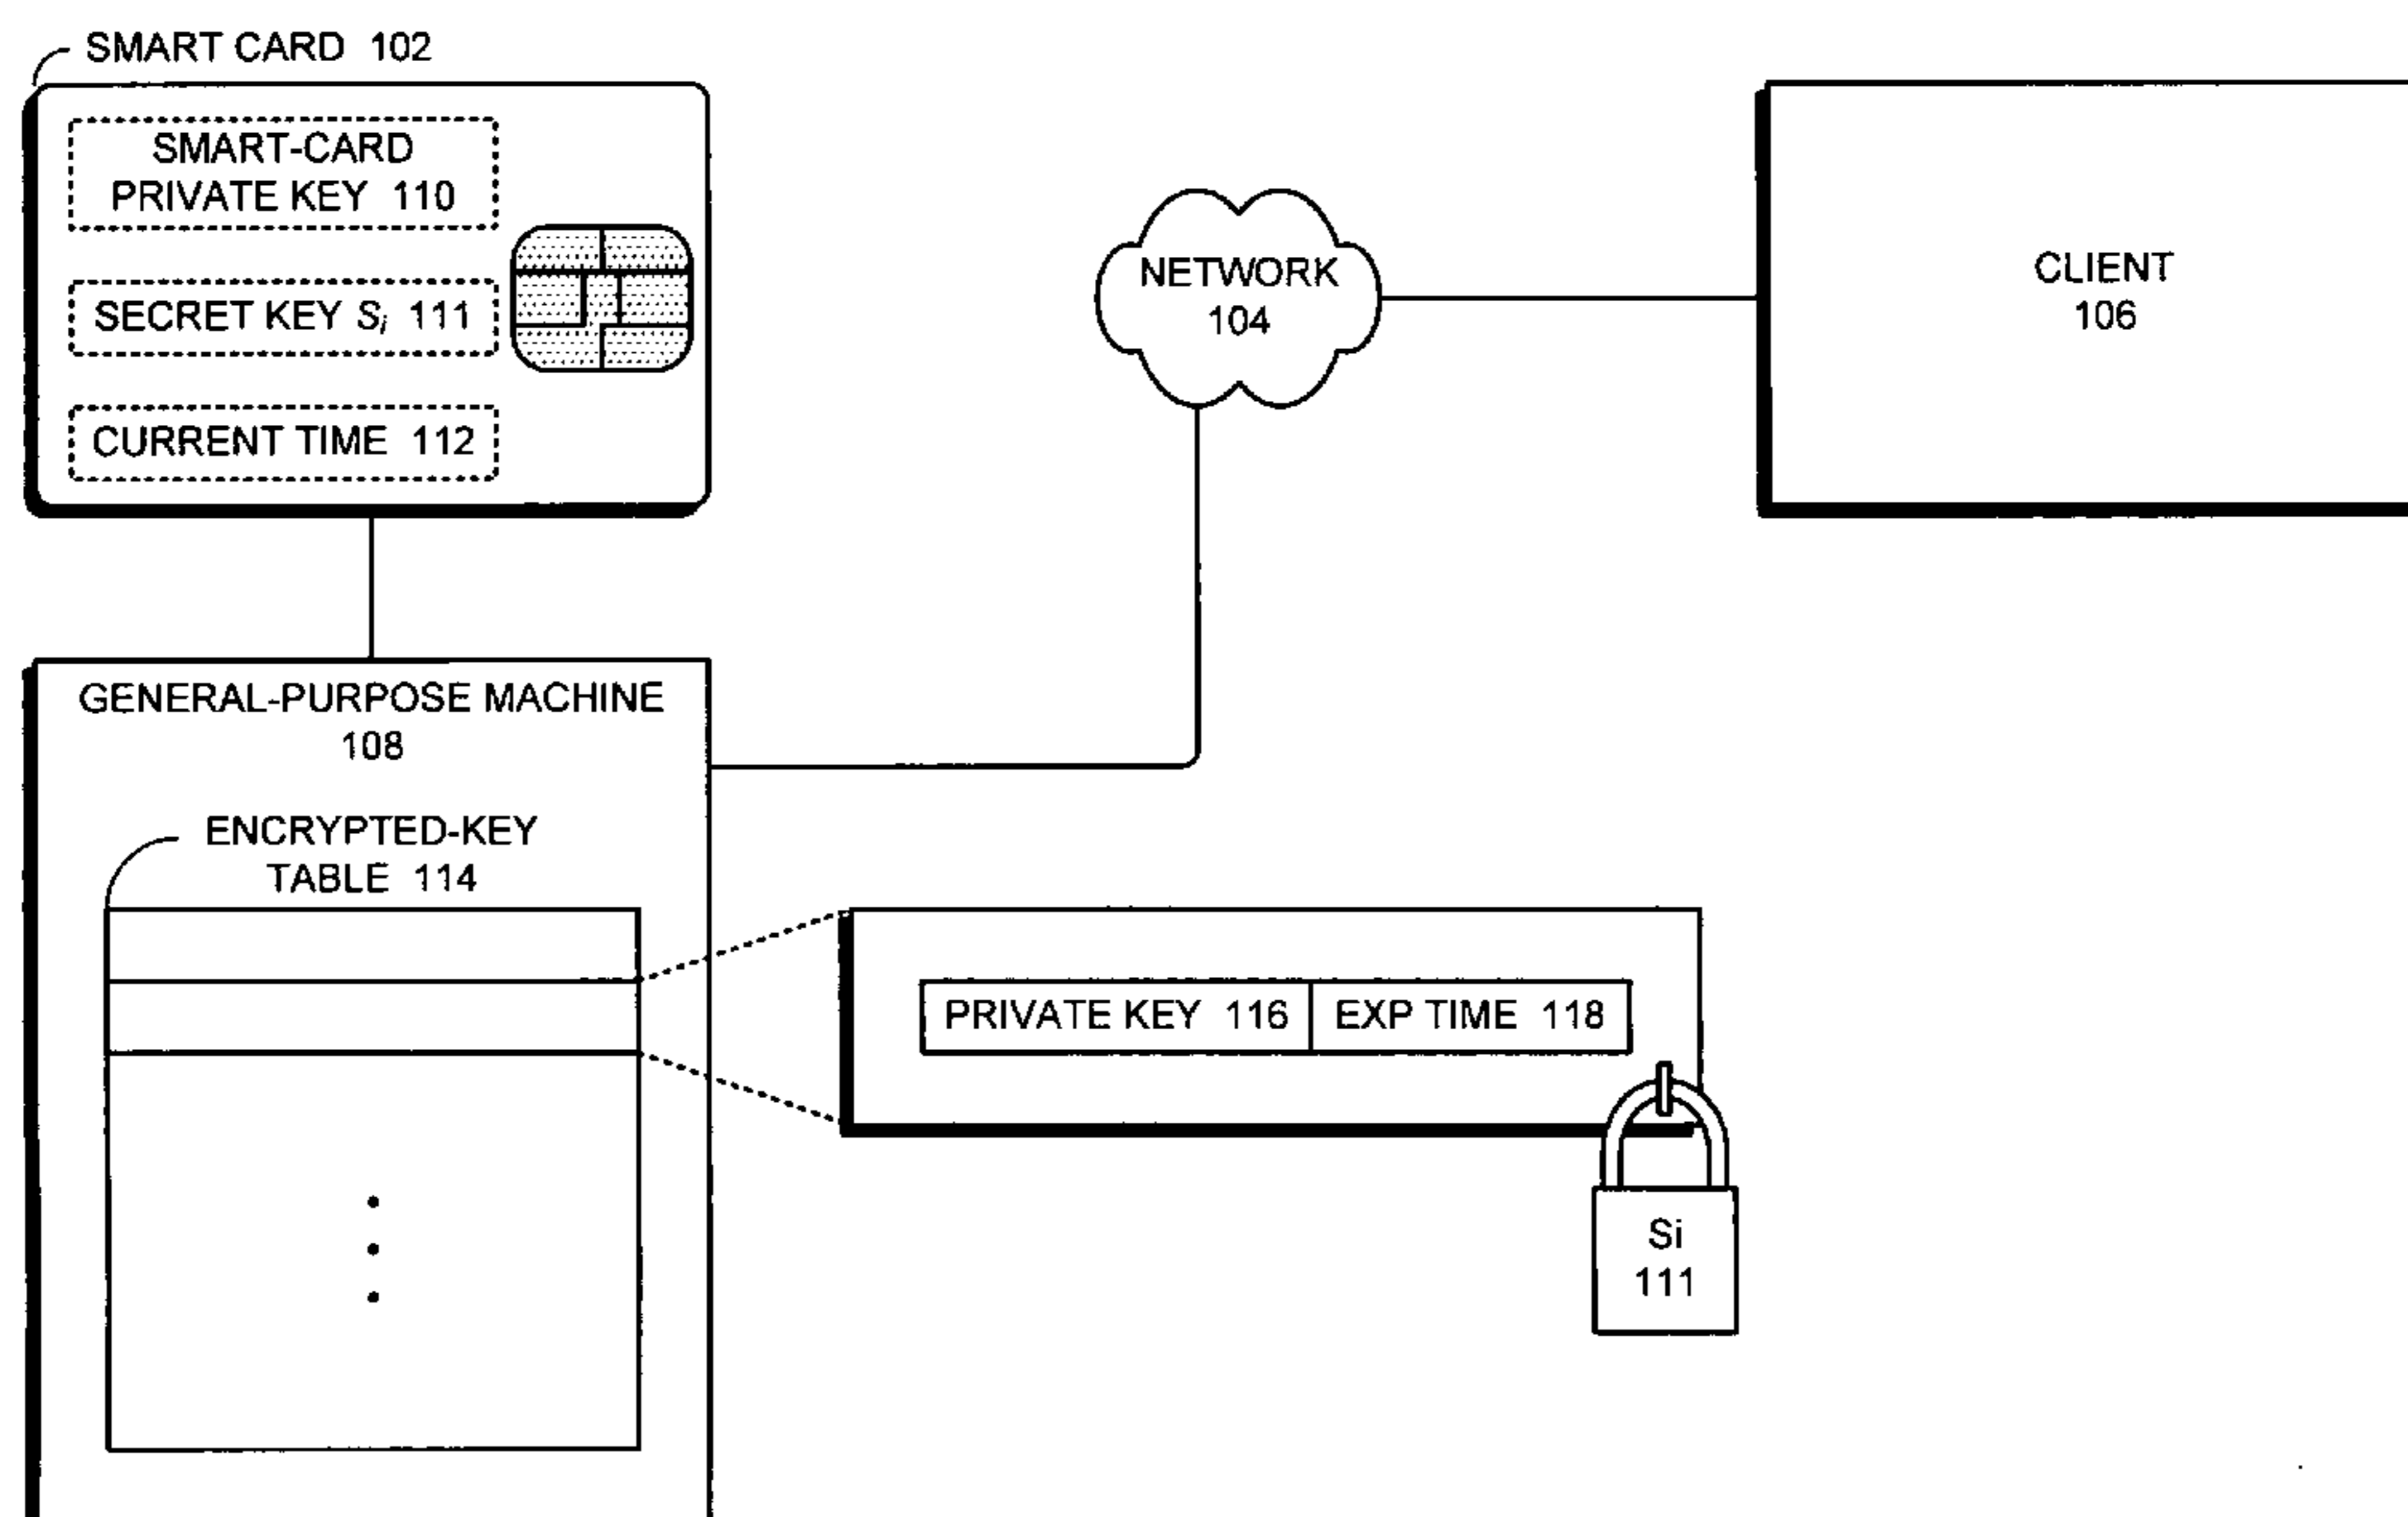 SMART CARD 102
SMART-CARD
PRIVATE KEY 110
SECRET KEY Si 111
CURRENT TIME 112
NETWORK
104
CLIENT
106
GENERAL-PURPOSE MACHINE
108
ENCRYPTED-KEY
TABLE 114
PRIVATE KEY 116
EXP TIME 118
Si
111